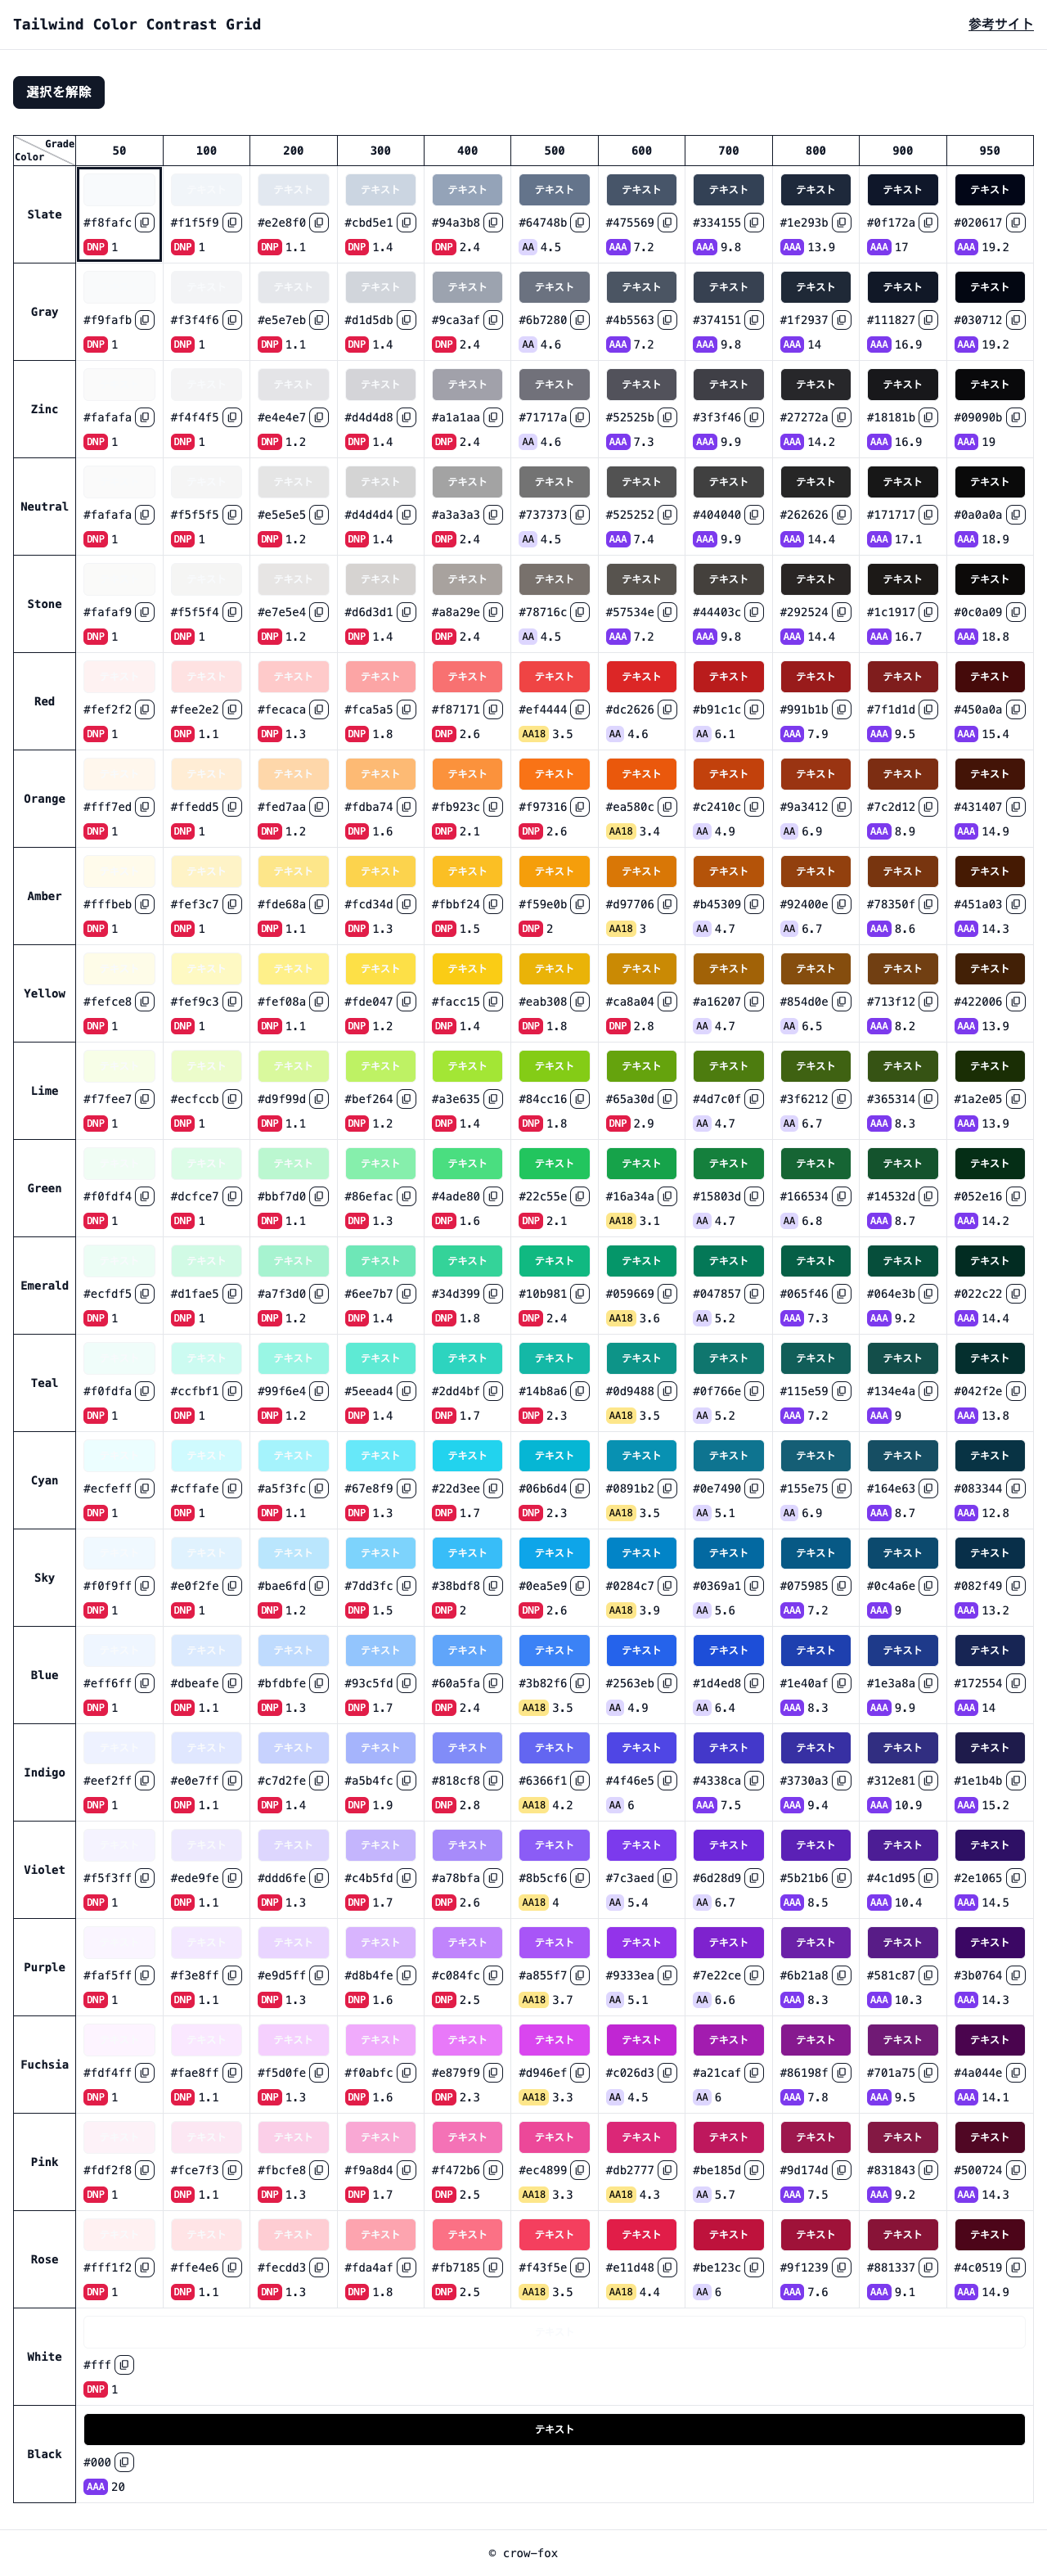 Tailwind Color Contrast Grid 参考サイト
選択を解除
Grade
Color 50 100 200 300 400 500 600 700 800 900 950
テキスト テキスト テキスト テキスト テキスト テキスト テキスト テキスト テキスト テキスト
Slate #f8fafc #f1f5f9 #e2e8f0 #cbd5e1 #94a3b8 #64748b #475569 #334155 #1e293b #0f172a #020617
DNP 1 DNP 1 DNP 1.1 DNP 1.4 DNP 2.4 AA 4.5 AAA 7.2 AAA 9.8 AAA 13.9 AAA 17 AAA 19.2
テキスト テキスト テキスト テキスト テキスト テキスト テキスト テキスト テキスト テキスト
Gray #f9fafb #f3f4f6 #e5e7eb #d1d5db #9ca3af #6b7280 #4b5563 #374151 #1f2937 #111827 #030712
DNP 1 DNP 1 DNP 1.1 DNP 1.4 DNP 2.4 AA 4.6 AAA 7.2 AAA 9.8 AAA 14 AAA 16.9 AAA 19.2
テキスト テキスト テキスト テキスト テキスト テキスト テキスト テキスト テキスト テキスト
Zinc #fafafa #f4f4f5 #e4e4e7 #d4d4d8 #a1a1aa #71717a #52525b #3f3f46 #27272a #18181b #09090b
DNP 1 DNP 1 DNP 1.2 DNP 1.4 DNP 2.4 AA 4.6 AAA 7.3 AAA 9.9 AAA 14.2 AAA 16.9 AAA 19
テキスト テキスト テキスト テキスト テキスト テキスト テキスト テキスト テキスト テキスト
Neutral #fafafa #f5f5f5 #e5e5e5 #d4d4d4 #a3a3a3 #737373 #525252 #404040 #262626 #171717 #0a0a0a
DNP 1 DNP 1 DNP 1.2 DNP 1.4 DNP 2.4 AA 4.5 AAA 7.4 AAA 9.9 AAA 14.4 AAA 17.1 AAA 18.9
テキスト テキスト テキスト テキスト テキスト テキスト テキスト テキスト テキスト テキスト
Stone #fafaf9 #f5f5f4 #e7e5e4 #d6d3d1 #a8a29e #78716c #57534e #44403c #292524 #1c1917 #0c0a09
DNP 1 DNP 1 DNP 1.2 DNP 1.4 DNP 2.4 AA 4.5 AAA 7.2 AAA 9.8 AAA 14.4 AAA 16.7 AAA 18.8
テキスト テキスト テキスト テキスト テキスト テキスト テキスト テキスト テキスト テキスト
Red #fef2f2 #fee2e2 #fecaca #fca5a5 #f87171 #ef4444 #dc2626 #b91c1c #991b1b #7f1d1d #450a0a
DNP 1 DNP 1.1 DNP 1.3 DNP 1.8 DNP 2.6 AA18 3.5 AA 4.6 AA 6.1 AAA 7.9 AAA 9.5 AAA 15.4
テキスト テキスト テキスト テキスト テキスト テキスト テキスト テキスト テキスト テキスト
Orange #fff7ed #ffedd5 #fed7aa #fdba74 #fb923c #f97316 #ea580c #c2410c #9a3412 #7c2d12 #431407
DNP 1 DNP 1 DNP 1.2 DNP 1.6 DNP 2.1 DNP 2.6 AA18 3.4 AA 4.9 AA 6.9 AAA 8.9 AAA 14.9
テキスト テキスト テキスト テキスト テキスト テキスト テキスト テキスト テキスト テキスト
Amber #fffbeb #fef3c7 #fde68a #fcd34d #fbbf24 #f59e0b #d97706 #b45309 #92400e #78350f #451a03
DNP 1 DNP 1 DNP 1.1 DNP 1.3 DNP 1.5 DNP 2 AA18 3 AA 4.7 AA 6.7 AAA 8.6 AAA 14.3
テキスト テキスト テキスト テキスト テキスト テキスト テキスト テキスト テキスト テキスト
Yellow #fefce8 #fef9c3 #fef08a #fde047 #facc15 #eab308 #ca8a04 #a16207 #854d0e #713f12 #422006
DNP 1 DNP 1 DNP 1.1 DNP 1.2 DNP 1.4 DNP 1.8 DNP 2.8 AA 4.7 AA 6.5 AAA 8.2 AAA 13.9
テキスト テキスト テキスト テキスト テキスト テキスト テキスト テキスト テキスト テキスト
Lime #f7fee7 #ecfccb #d9f99d #bef264 #a3e635 #84cc16 #65a30d #4d7c0f #3f6212 #365314 #1a2e05
DNP 1 DNP 1 DNP 1.1 DNP 1.2 DNP 1.4 DNP 1.8 DNP 2.9 AA 4.7 AA 6.7 AAA 8.3 AAA 13.9
テキスト テキスト テキスト テキスト テキスト テキスト テキスト テキスト テキスト テキスト
Green #f0fdf4 #dcfce7 #bbf7d0 #86efac #4ade80 #22c55e #16a34a #15803d #166534 #14532d #052e16
DNP 1 DNP 1 DNP 1.1 DNP 1.3 DNP 1.6 DNP 2.1 AA18 3.1 AA 4.7 AA 6.8 AAA 8.7 AAA 14.2
テキスト テキスト テキスト テキスト テキスト テキスト テキスト テキスト テキスト テキスト
Emerald #ecfdf5 #d1fae5 #a7f3d0 #6ee7b7 #34d399 #10b981 #059669 #047857 #065f46 #064e3b #022c22
DNP 1 DNP 1 DNP 1.2 DNP 1.4 DNP 1.8 DNP 2.4 AA18 3.6 AA 5.2 AAA 7.3 AAA 9.2 AAA 14.4
テキスト テキスト テキスト テキスト テキスト テキスト テキスト テキスト テキスト テキスト
Teal #f0fdfa #ccfbf1 #99f6e4 #5eead4 #2dd4bf #14b8a6 #0d9488 #0f766e #115e59 #134e4a #042f2e
DNP 1 DNP 1 DNP 1.2 DNP 1.4 DNP 1.7 DNP 2.3 AA18 3.5 AA 5.2 AAA 7.2 AAA 9 AAA 13.8
テキスト テキスト テキスト テキスト テキスト テキスト テキスト テキスト テキスト テキスト
Cyan #ecfeff #cffafe #a5f3fc #67e8f9 #22d3ee #06b6d4 #0891b2 #0e7490 #155e75 #164e63 #083344
DNP 1 DNP 1 DNP 1.1 DNP 1.3 DNP 1.7 DNP 2.3 AA18 3.5 AA 5.1 AA 6.9 AAA 8.7 AAA 12.8
テキスト テキスト テキスト テキスト テキスト テキスト テキスト テキスト テキスト テキスト
Sky #f0f9ff #e0f2fe #bae6fd #7dd3fc #38bdf8 #0ea5e9 #0284c7 #0369a1 #075985 #0c4a6e #082f49
DNP 1 DNP 1 DNP 1.2 DNP 1.5 DNP 2 DNP 2.6 AA18 3.9 AA 5.6 AAA 7.2 AAA 9 AAA 13.2
テキスト テキスト テキスト テキスト テキスト テキスト テキスト テキスト テキスト テキスト
Blue #eff6ff #dbeafe #bfdbfe #93c5fd #60a5fa #3b82f6 #2563eb #1d4ed8 #1e40af #1e3a8a #172554
DNP 1 DNP 1.1 DNP 1.3 DNP 1.7 DNP 2.4 AA18 3.5 AA 4.9 AA 6.4 AAA 8.3 AAA 9.9 AAA 14
テキスト テキスト テキスト テキスト テキスト テキスト テキスト テキスト テキスト テキスト テキスト
Indigo #eef2ff #e0e7ff #c7d2fe #a5b4fc #818cf8 #6366f1 #4f46e5 #4338ca #3730a3 #312e81 #1e1b4b
DNP 1 DNP 1.1 DNP 1.4 DNP 1.9 DNP 2.8 AA18 4.2 AA 6 AAA 7.5 AAA 9.4 AAA 10.9 AAA 15.2
テキスト テキスト テキスト テキスト テキスト テキスト テキスト テキスト テキスト テキスト
Violet #f5f3ff #ede9fe #ddd6fe #c4b5fd #a78bfa #8b5cf6 #7c3aed #6d28d9 #5b21b6 #4c1d95 #2e1065
DNP 1 DNP 1.1 DNP 1.3 DNP 1.7 DNP 2.6 AA18 4 AA 5.4 AA 6.7 AAA 8.5 AAA 10.4 AAA 14.5
テキスト テキスト テキスト テキスト テキスト テキスト テキスト テキスト テキスト テキスト
Purple #faf5ff #f3e8ff #e9d5ff #d8b4fe #c084fc #a855f7 #9333ea #7e22ce #6b21a8 #581c87 #3b0764
DNP 1 DNP 1.1 DNP 1.3 DNP 1.6 DNP 2.5 AA18 3.7 AA 5.1 AA 6.6 AAA 8.3 AAA 10.3 AAA 14.3
テキスト テキスト テキスト テキスト テキスト テキスト テキスト テキスト テキスト テキスト
Fuchsia #fdf4ff #fae8ff #f5d0fe #f0abfc #e879f9 #d946ef #c026d3 #a21caf #86198f #701a75 #4a044e
DNP 1 DNP 1.1 DNP 1.3 DNP 1.6 DNP 2.3 AA18 3.3 AA 4.5 AA 6 AAA 7.8 AAA 9.5 AAA 14.1
テキスト テキスト テキスト テキスト テキスト テキスト テキスト テキスト テキスト テキスト
Pink #fdf2f8 #fce7f3 #fbcfe8 #f9a8d4 #f472b6 #ec4899 #db2777 #be185d #9d174d #831843 #500724
DNP 1 DNP 1.1 DNP 1.3 DNP 1.7 DNP 2.5 AA18 3.3 AA18 4.3 AA 5.7 AAA 7.5 AAA 9.2 AAA 14.3
テキスト テキスト テキスト テキスト テキスト テキスト テキスト テキスト テキスト テキスト
Rose #fff1f2 #ffe4e6 #fecdd3 #fda4af #fb7185 #f43f5e #e11d48 #be123c #9f1239 #881337 #4c0519
DNP 1 DNP 1.1 DNP 1.3 DNP 1.8 DNP 2.5 AA18 3.5 AA18 4.4 AA 6 AAA 7.6 AAA 9.1 AAA 14.9
テキスト
White #fff
DNP 1
テキスト
Black #000
AAA 20
© crow-fox